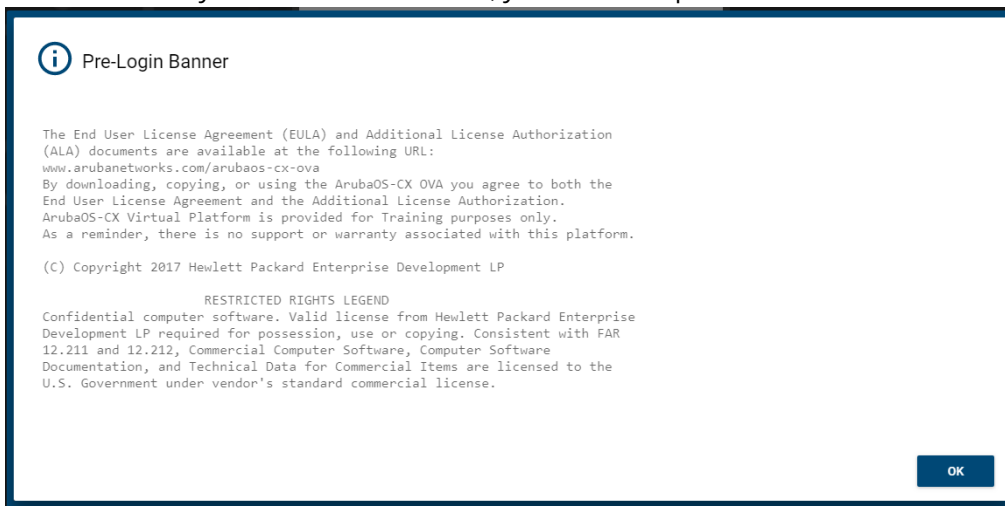 Pre-Login Banner
The End User License Agreement (EULA) and Additional License Authorization
(ALA) documents are available at the following URL:
www.arubanetworks.com/arubaos-cx-ova
By downloading, copying, or using the ArubaOS-CX OVA you agree to both the
End User License Agreement and the Additional License Authorization.
ArubaOS-CX Virtual Platform is provided for Training purposes only.
As a reminder, there is no support or warranty associated with this platform.
(C) Copyright 2017 Hewlett Packard Enterprise Development LP
RESTRICTED RIGHTS LEGEND
Confidential computer software. Valid license from Hewlett Packard Enterprise
Development LP required for possession, use or copying. Consistent with FAR
12.211 and 12.212, Commercial Computer Software, Computer Software
Documentation, and Technical Data for Commercial Items are licensed to the
U.S. Government under vendor's standard commercial license.
OK